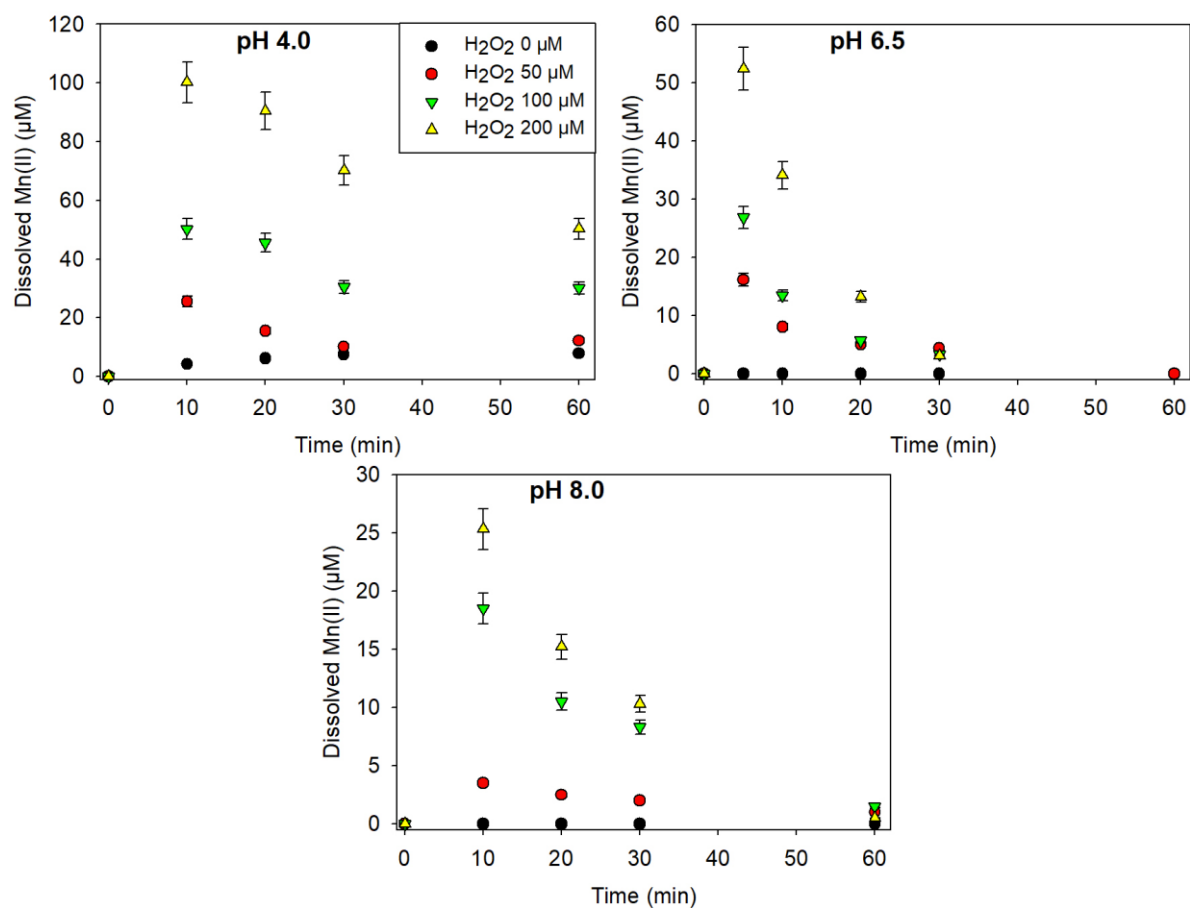 pH 4.0
H₂O₂ 0 µM
H₂O₂ 50 µM
H₂O₂ 100 µM
H₂O₂ 200 µM
Dissolved Mn(II) (µM)
120
100
80
60
40
20
0
0 10 20 30 40 50 60
Time (min)
pH 6.5
Dissolved Mn(II) (µM)
60
50
40
30
20
10
0
0 10 20 30 40 50 60
Time (min)
pH 8.0
Dissolved Mn(II) (µM)
30
25
20
15
10
5
0
0 10 20 30 40 50 60
Time (min)